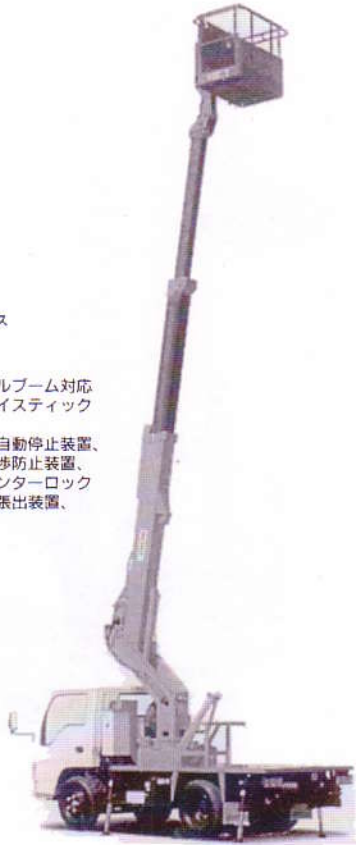 ス
ルブーム対応
イスティック
自動停止装置、
渉防止装置、
ンターロック
張出装置、